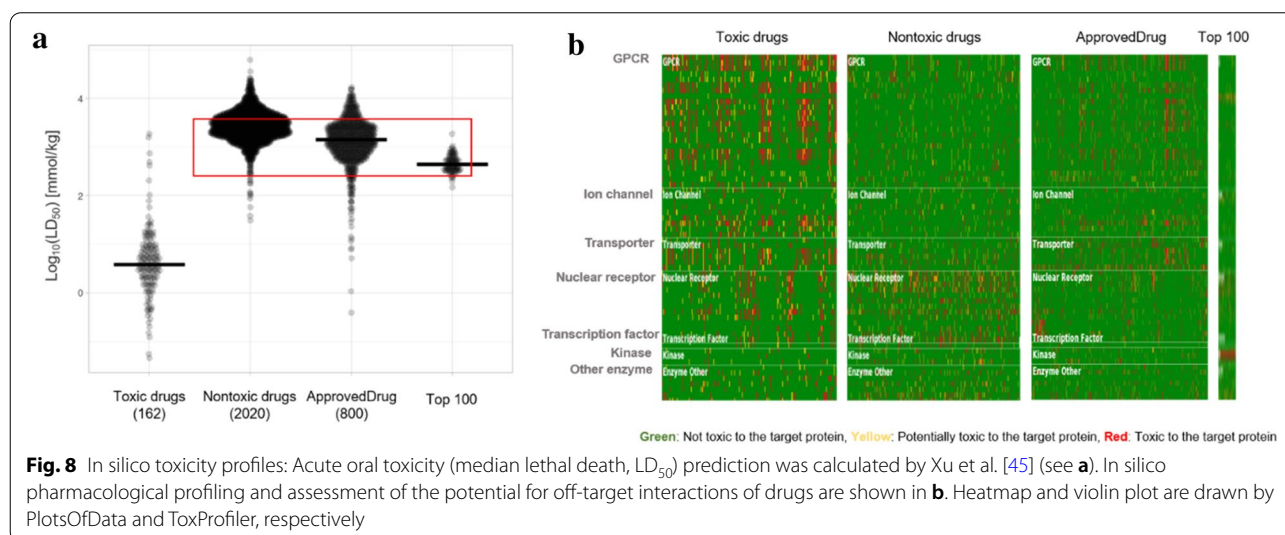 a
Log10(LD50) [mmol/kg]
4
2
0
Toxic drugs
(162)
Nontoxic drugs
(2020)
ApprovedDrug
(800)
Top 100
b
Toxic drugs
Nontoxic drugs
ApprovedDrug
Top 100
GPCR
Ion channel
Transporter
Nuclear receptor
Transcription factor
Kinase
Other enzyme
GPCR
Ion Channel
Transporter
Nuclear Receptor
Transcription Factor
Kinase
Enzyme Other
GPCR
Ion Channel
Transporter
Nuclear Receptor
Transcription Factor
Kinase
Enzyme Other
GPCR
Ion Channel
Transporter
Nuclear Receptor
Transcription Factor
Kinase
Enzyme Other
Green: Not toxic to the target protein, Yellow: Potentially toxic to the target protein, Red: Toxic to the target protein
Fig. 8 In silico toxicity profiles: Acute oral toxicity (median lethal death, LD50) prediction was calculated by Xu et al. [45] (see a). In silico
pharmacological profiling and assessment of the potential for off-target interactions of drugs are shown in b. Heatmap and violin plot are drawn by
PlotsOfData and ToxProfiler, respectively